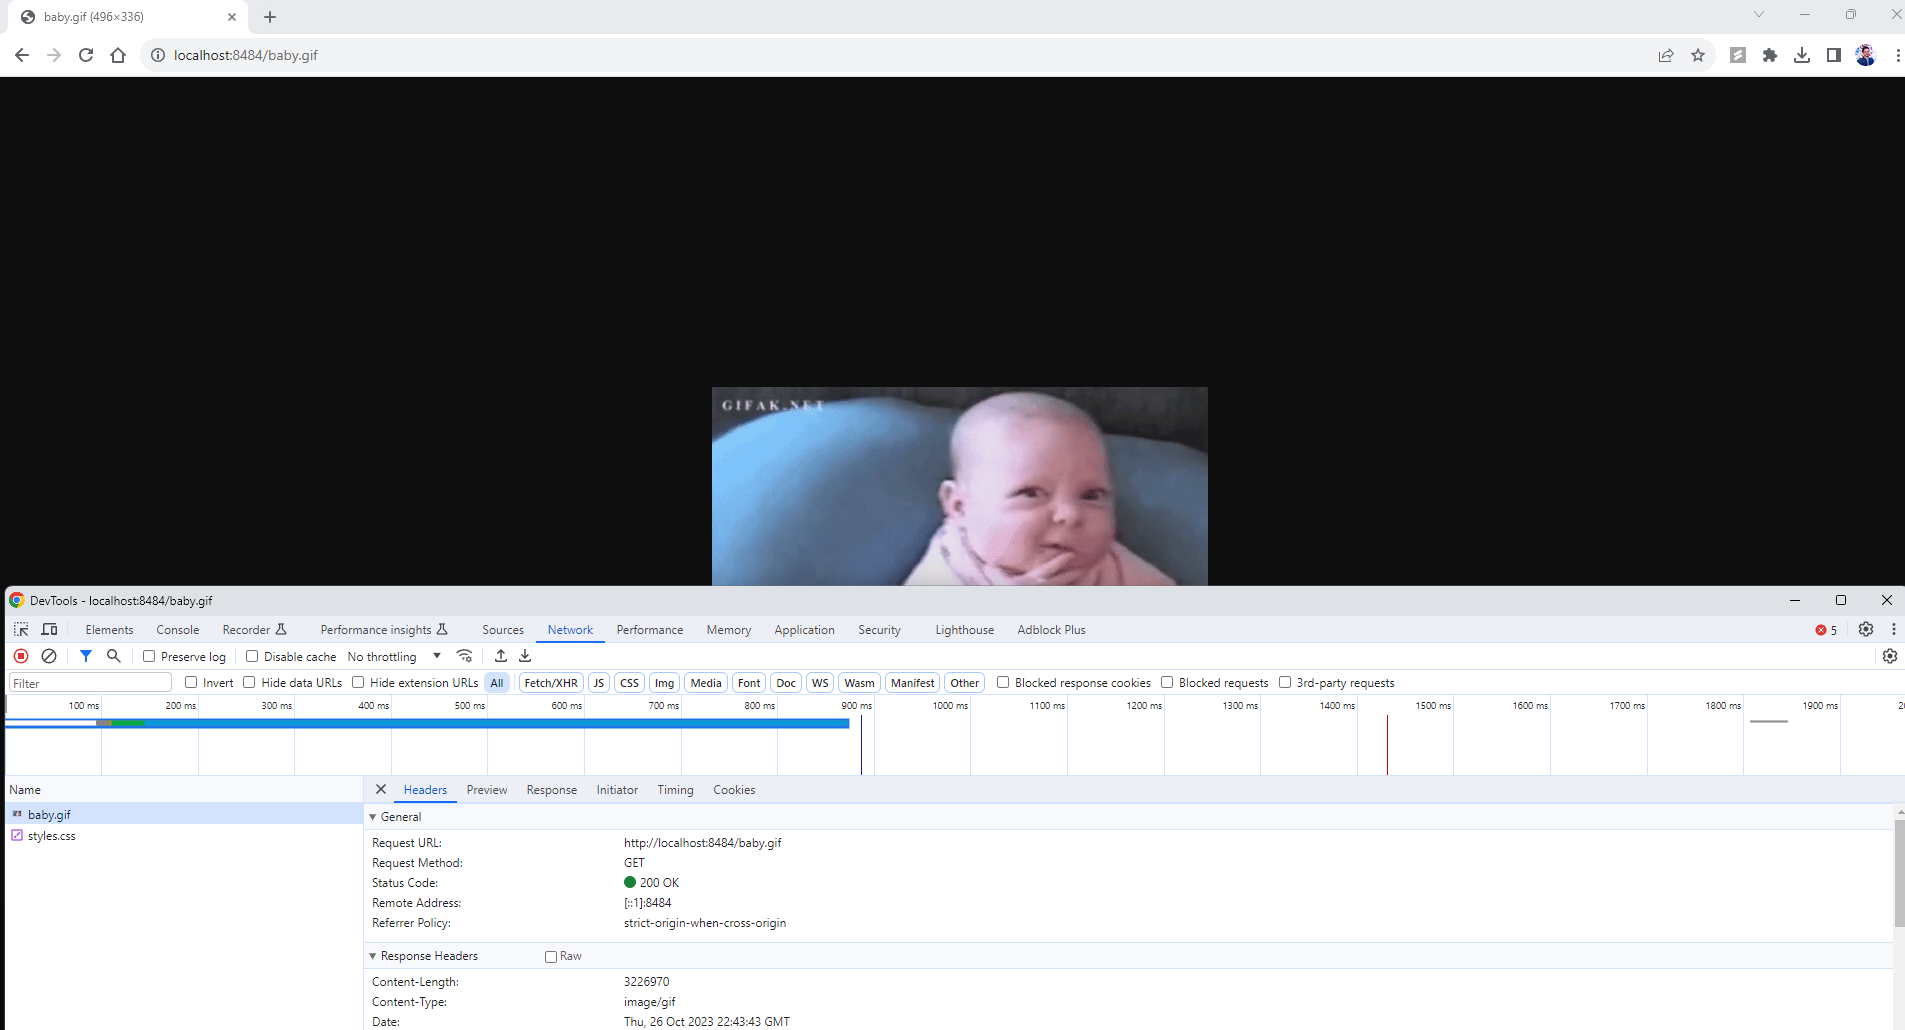 baby.gif (496×336)
localhost:8484/baby.gif
GIFAK.NET
DevTools - localhost:8484/baby.gif
Elements Console Recorder Performance insights Sources Network Performance Memory Application Security Lighthouse Adblock Plus 5
Preserve log Disable cache No throttling
Filter Invert Hide data URLs Hide extension URLs All Fetch/XHR JS CSS Img Media Font Doc WS Wasm Manifest Other Blocked response cookies Blocked requests 3rd-party requests
100 ms 200 ms 300 ms 400 ms 500 ms 600 ms 700 ms 800 ms 900 ms 1000 ms 1100 ms 1200 ms 1300 ms 1400 ms 1500 ms 1600 ms 1700 ms 1800 ms 1900 ms
Name Headers Preview Response Initiator Timing Cookies
baby.gif
styles.css
General
Request URL: http://localhost:8484/baby.gif
Request Method: GET
Status Code: 200 OK
Remote Address: [::1]:8484
Referrer Policy: strict-origin-when-cross-origin
Response Headers Raw
Content-Length: 3226970
Content-Type: image/gif
Date: Thu, 26 Oct 2023 22:43:43 GMT